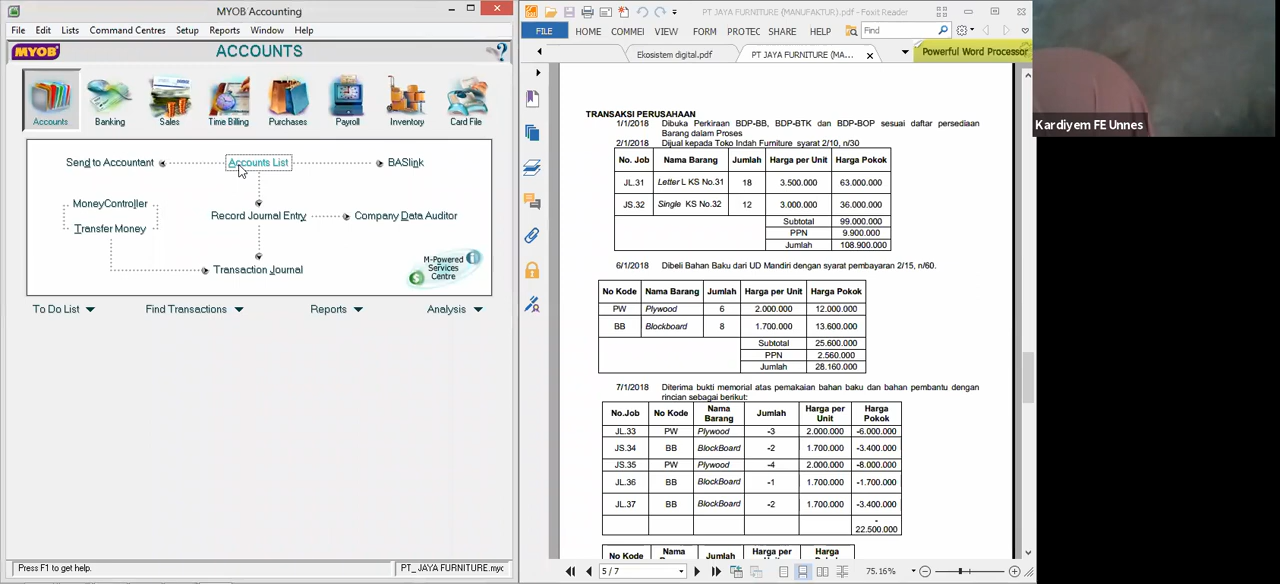 MYOB Accounting
File Edit Lists Command Centres Setup Reports Window Help
MYOB ACCOUNTS
Accounts Banking Sales Time Billing Purchases Payroll Inventory Card File
Send to Accountant Accounts List BASlink
MoneyController Record Journal Entry Company Data Auditor
Transfer Money
Transaction Journal
M-Powered
Services
Centre
To Do List Find Transactions Reports Analysis
Press F1 to get help. PT_ JAYA FURNITURE.myo
PT JAYA FURNITURE (MANUFAKTUR).pdf - Foxit Reader
FILE HOME COMMEI VIEW FORM PROTEC SHARE HELP Find
Ekosistem digital.pdf PT JAYA FURNITURE (MA... Powerful Word Processor
TRANSAKSI PERUSAHAAN
1/1/2018 Dibuka Perkiraan BDP-BB, BDP-BTK dan BDP-BOP sesuai daftar persediaan
Barang dalam Proses
2/1/2018 Dijual kepada Toko Indah Furniture syarat 2/10, n/30
No. Job Nama Barang Jumlah Harga per Unit Harga Pokok
JL.31 Letter L KS No.31 18 3.500.000 63.000.000
JS.32 Single KS No.32 12 3.000.000 36.000.000
Subtotal 99.000.000
PPN 9.900.000
Jumlah 108.900.000
6/1/2018 Dibeli Bahan Baku dari UD Mandiri dengan syarat pembayaran 2/15, n/60.
No Kode Nama Barang Jumlah Harga per Unit Harga Pokok
PW Plywood 6 2.000.000 12.000.000
BB Blockboard 8 1.700.000 13.600.000
Subtotal 25.600.000
PPN 2.560.000
Jumlah 28.160.000
7/1/2018 Diterima bukti memorial atas pemakaian bahan baku dan bahan pembantu dengan
rincian sebagai berikut:
No.Job No Kode Nama Barang Jumlah Harga per Unit Harga Pokok
JL.33 PW Plywood -3 2.000.000 -6.000.000
JS.34 BB BlockBoard -2 1.700.000 -3.400.000
JS.35 PW Plywood -4 2.000.000 -8.000.000
JL.36 BB BlockBoard -1 1.700.000 -1.700.000
JL.37 BB BlockBoard -2 1.700.000 -3.400.000
-
22.500.000
No Kode Nama Jumlah Harga per Harga
5 / 7 75.16%
Kardiyem FE Unnes